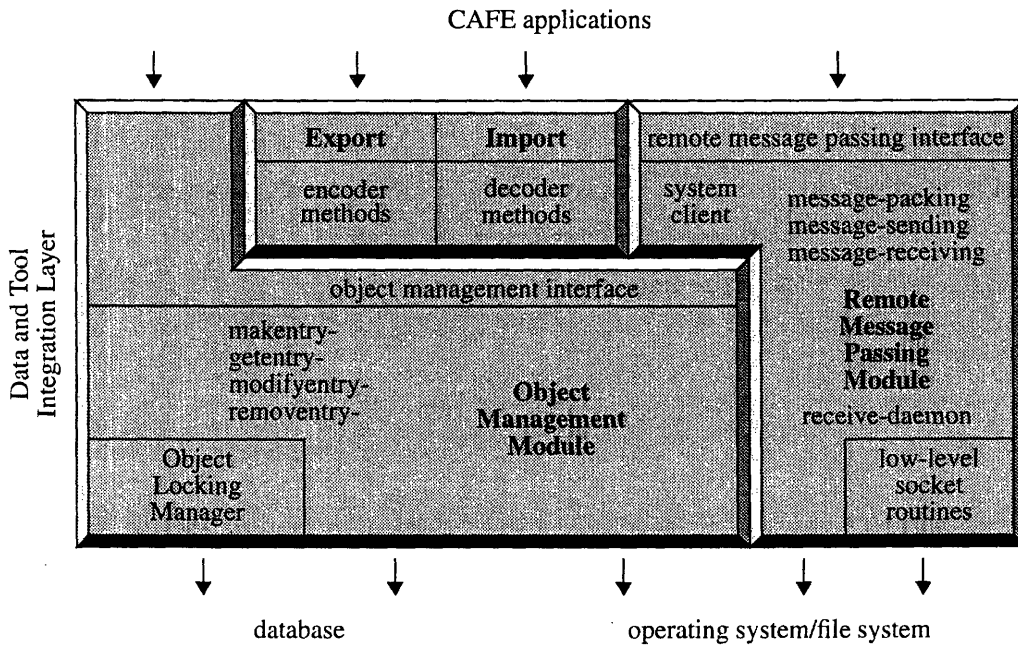 CAFE applications
Export
Import
remote message passing interface
encoder
methods
decoder
methods
system
client
message-packing
message-sending
message-receiving
object management interface
makentry-
getentry-
modifyentry-
removentry-
Object
Management
Module
Remote
Message
Passing
Module
receive-daemon
Object
Locking
Manager
low-level
socket
routines
Data and Tool
Integration Layer
database
operating system/file system